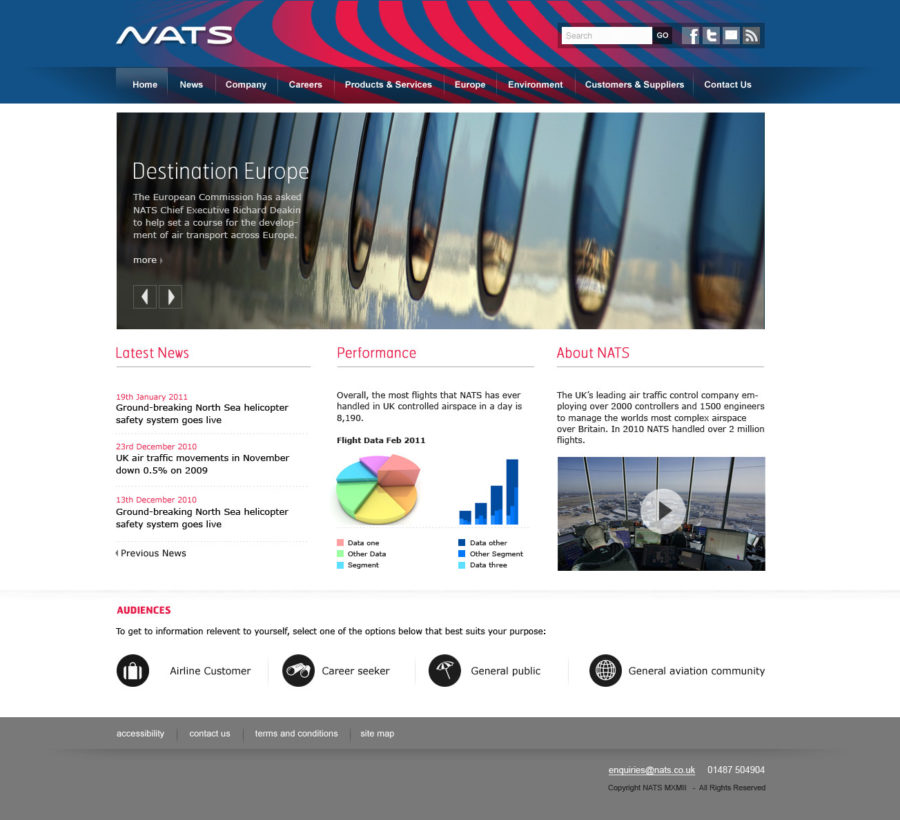 NATS
Search GO
Home News Company Careers Products & Services Europe Environment Customers & Suppliers Contact Us
Destination Europe
The European Commission has asked
NATS Chief Executive Richard Deakin
to help set a course for the develop-
ment of air transport across Europe.
more
Latest News
19th January 2011
Ground-breaking North Sea helicopter
safety system goes live
23rd December 2010
UK air traffic movements in November
down 0.5% on 2009
13th December 2010
Ground-breaking North Sea helicopter
safety system goes live
Previous News
Performance
Overall, the most flights that NATS has ever
handled in UK controlled airspace in a day is
8,190.
Flight Data Feb 2011
Data one
Other Data
Segment
Data other
Other Segment
Data three
About NATS
The UK's leading air traffic control company em-
ploying over 2000 controllers and 1500 engineers
to manage the worlds most complex airspace
over Britain. In 2010 NATS handled over 2 million
flights.
AUDIENCES
To get to information relevent to yourself, select one of the options below that best suits your purpose:
Airline Customer Career seeker General public General aviation community
accessibility contact us terms and conditions site map
enquiries@nats.co.uk 01487 504904
Copyright NATS MXMII - All Rights Reserved